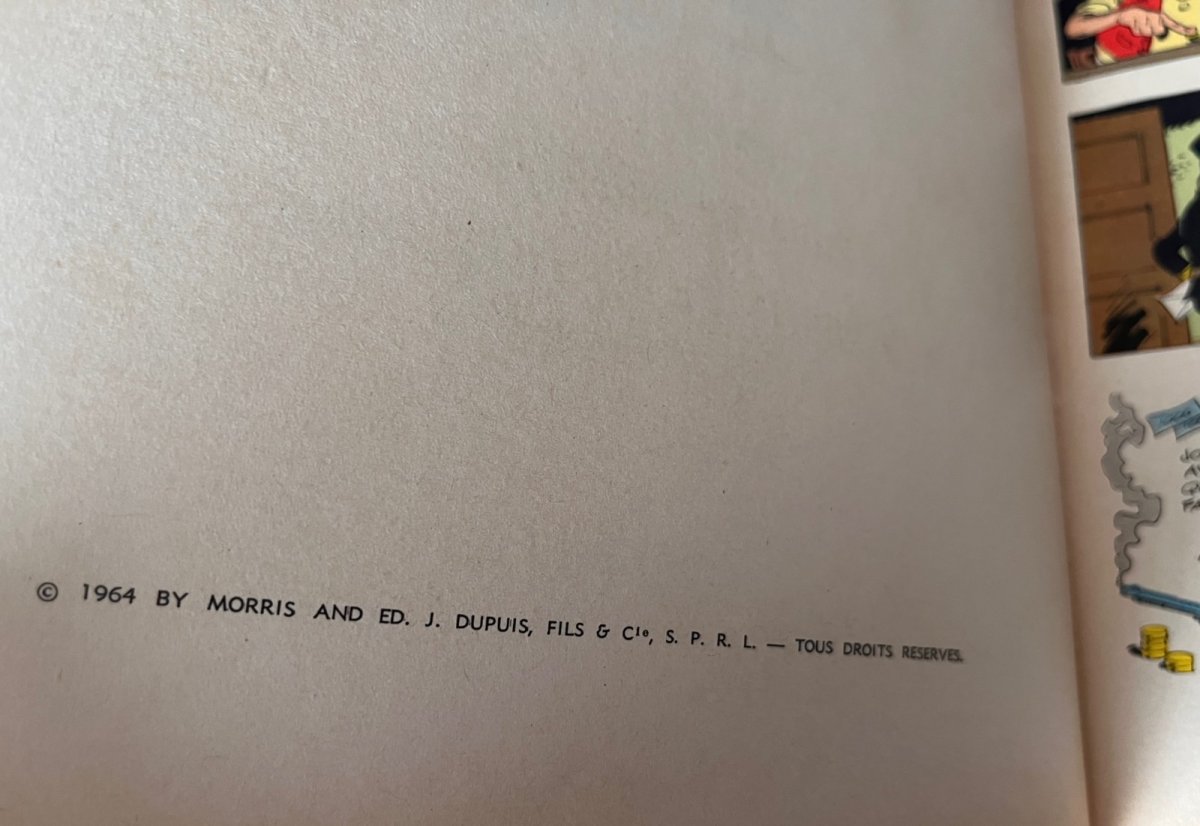 © 1964 BY MORRIS AND ED. J. DUPUIS, FILS & Cie, S. P. R. L. — TOUS DROITS RESERVES.